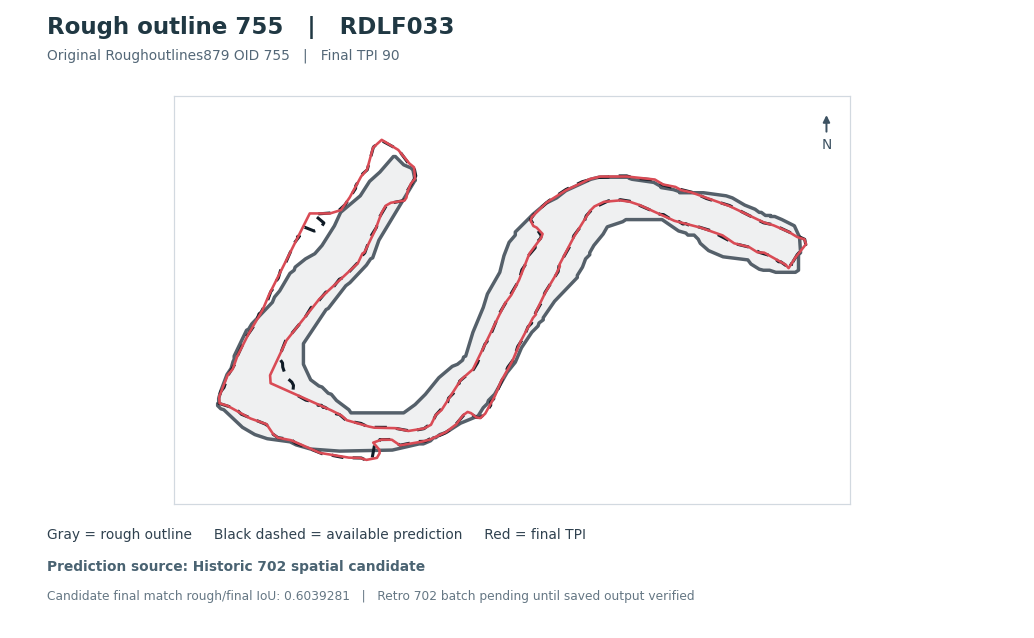 Rough outline 755   |   RDLF033
Original Roughoutlines879 OID 755   |   Final TPI 90
N
Gray = rough outline     Black dashed = available prediction     Red = final TPI
Prediction source: Historic 702 spatial candidate
Candidate final match rough/final IoU: 0.6039281   |   Retro 702 batch pending until saved output verified